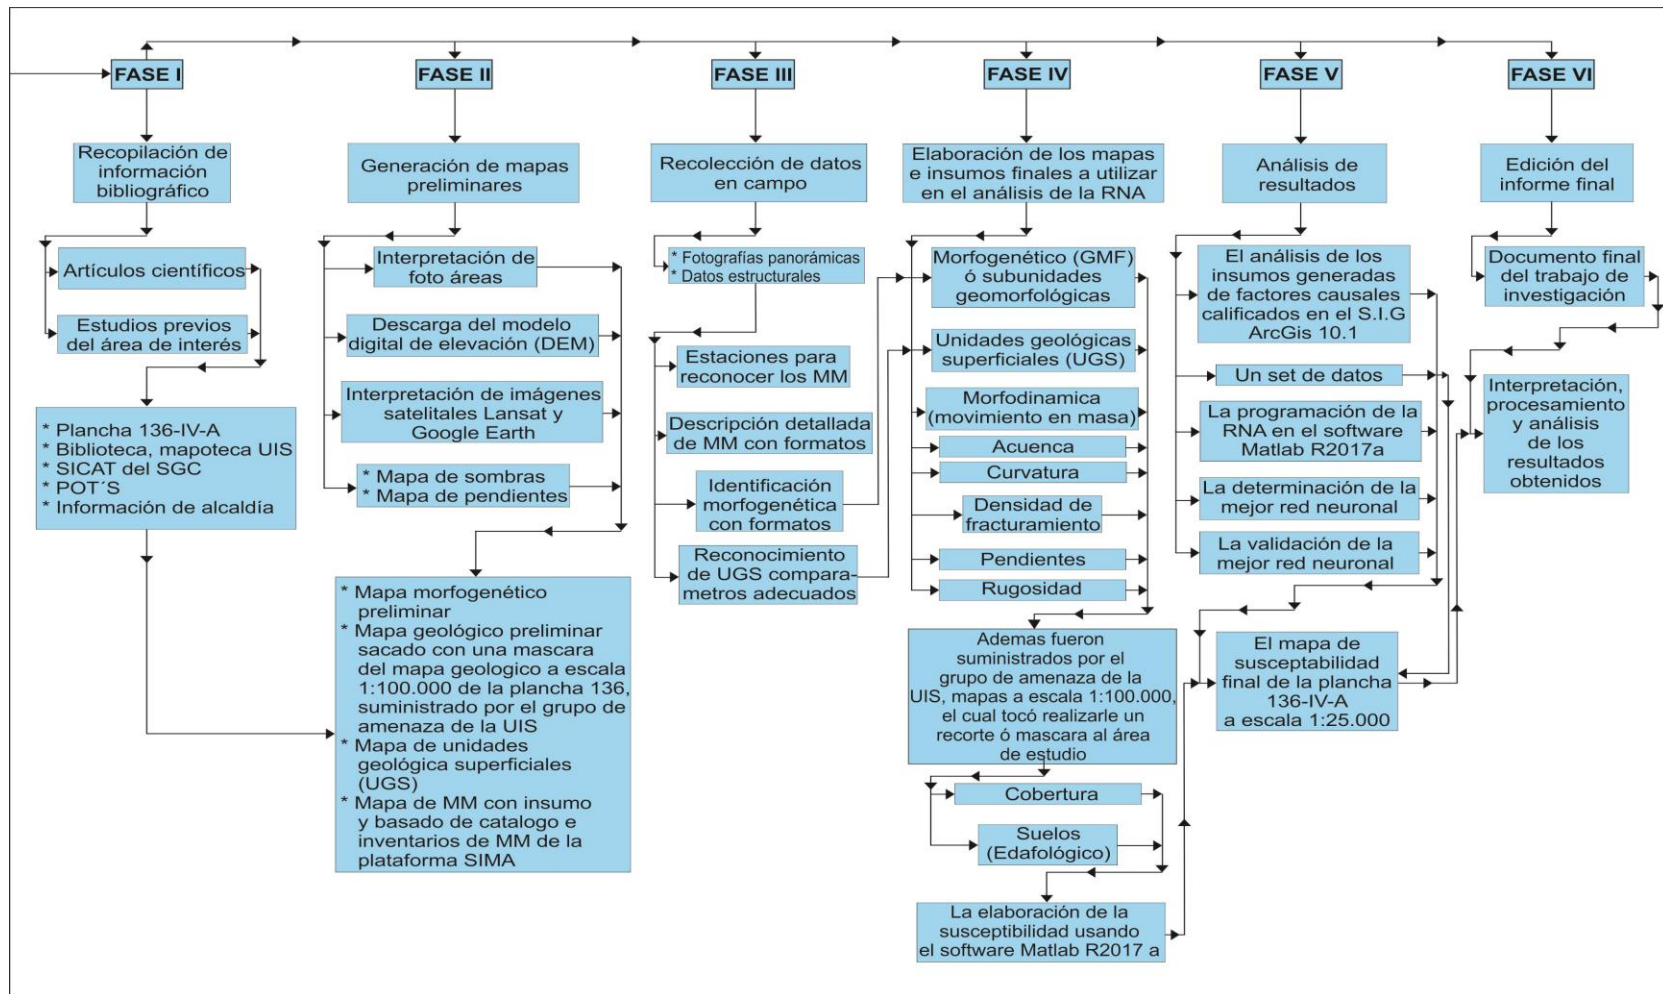 FASE I
FASE II
FASE III
FASE IV
FASE V
FASE VI
Recopilación de
información
bibliográfico
Artículos científicos
Estudios previos
del área de interés
* Plancha 136-IV-A
* Biblioteca, mapoteca UIS
* SICAT del SGC
* POT´S
* Información de alcaldía
Generación de mapas
preliminares
Interpretación de
foto áreas
Descarga del modelo
digital de elevación (DEM)
Interpretación de imágenes
satelitales Lansat y
Google Earth
* Mapa de sombras
* Mapa de pendientes
* Mapa morfogenético
preliminar
* Mapa geológico preliminar
sacado con una mascara
del mapa geologico a escala
1:100.000 de la plancha 136,
suministrado por el grupo de
amenaza de la UIS
* Mapa de unidades
geológica superficiales
(UGS)
* Mapa de MM con insumo
y basado de catalogo e
inventarios de MM de la
plataforma SIMA
Recolección de datos
en campo
* Fotografías panorámicas
* Datos estructurales
Estaciones para
reconocer los MM
Descripción detallada
de MM con formatos
Identificación
morfogenética
con formatos
Reconocimiento
de UGS compara-
metros adecuados
Elaboración de los mapas
e insumos finales a utilizar
en el análisis de la RNA
Morfogenético (GMF)
ó subunidades
geomorfológicas
Unidades geológicas
superficiales (UGS)
Morfodinamica
(movimiento en masa)
Acuenca
Curvatura
Densidad de
fracturamiento
Pendientes
Rugosidad
Ademas fueron
suministrados por el
grupo de amenaza de la
UIS, mapas a escala 1:100.000,
el cual tocó realizarle un
recorte ó mascara al área
de estudio
Cobertura
Suelos
(Edafológico)
La elaboración de la
susceptibilidad usando
el software Matlab R2017 a
Análisis de
resultados
El análisis de los
insumos generadas
de factores causales
calificados en el S.I.G
ArcGis 10.1
Un set de datos
La programación de la
RNA en el software
Matlab R2017a
La determinación de la
mejor red neuronal
La validación de la
mejor red neuronal
El mapa de
susceptabilidad
final de la plancha
136-IV-A
a escala 1:25.000
Edición del
informe final
Documento final
del trabajo de
investigación
Interpretación,
procesamiento
y análisis
de los
resultados
obtenidos